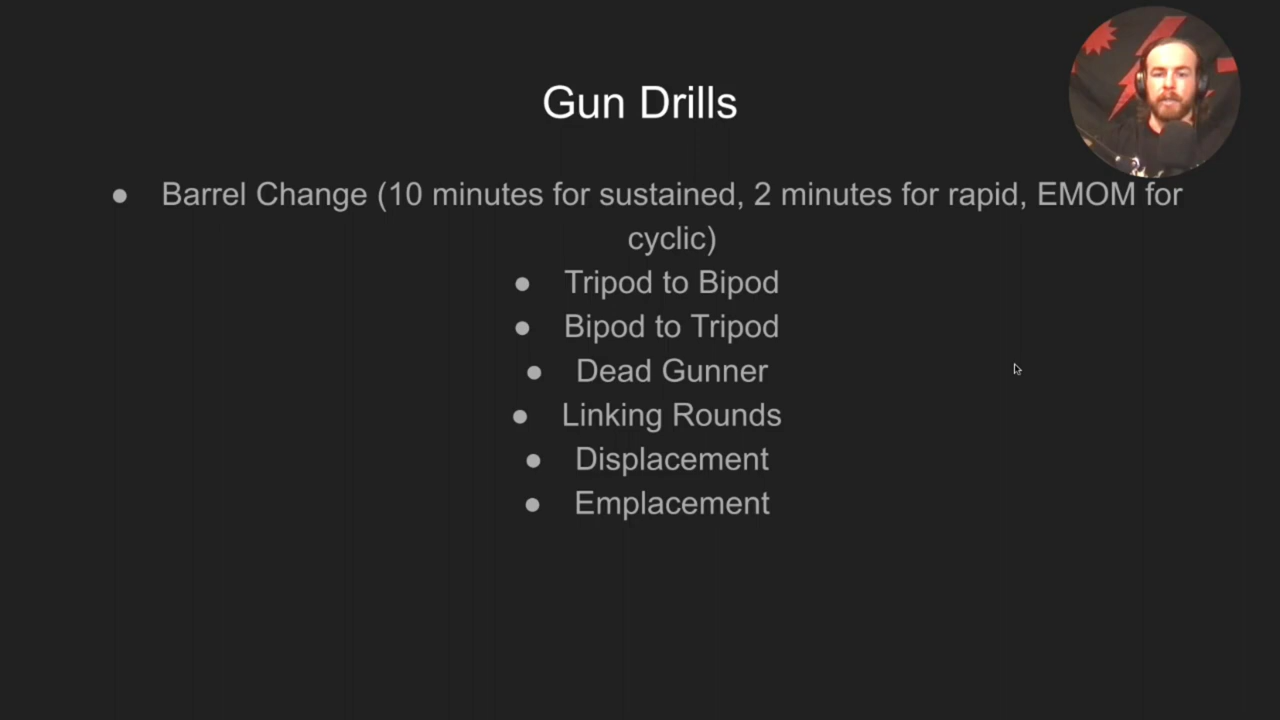 Gun Drills
● Barrel Change (10 minutes for sustained, 2 minutes for rapid, EMOM for
cyclic)
● Tripod to Bipod
● Bipod to Tripod
● Dead Gunner
● Linking Rounds
● Displacement
● Emplacement